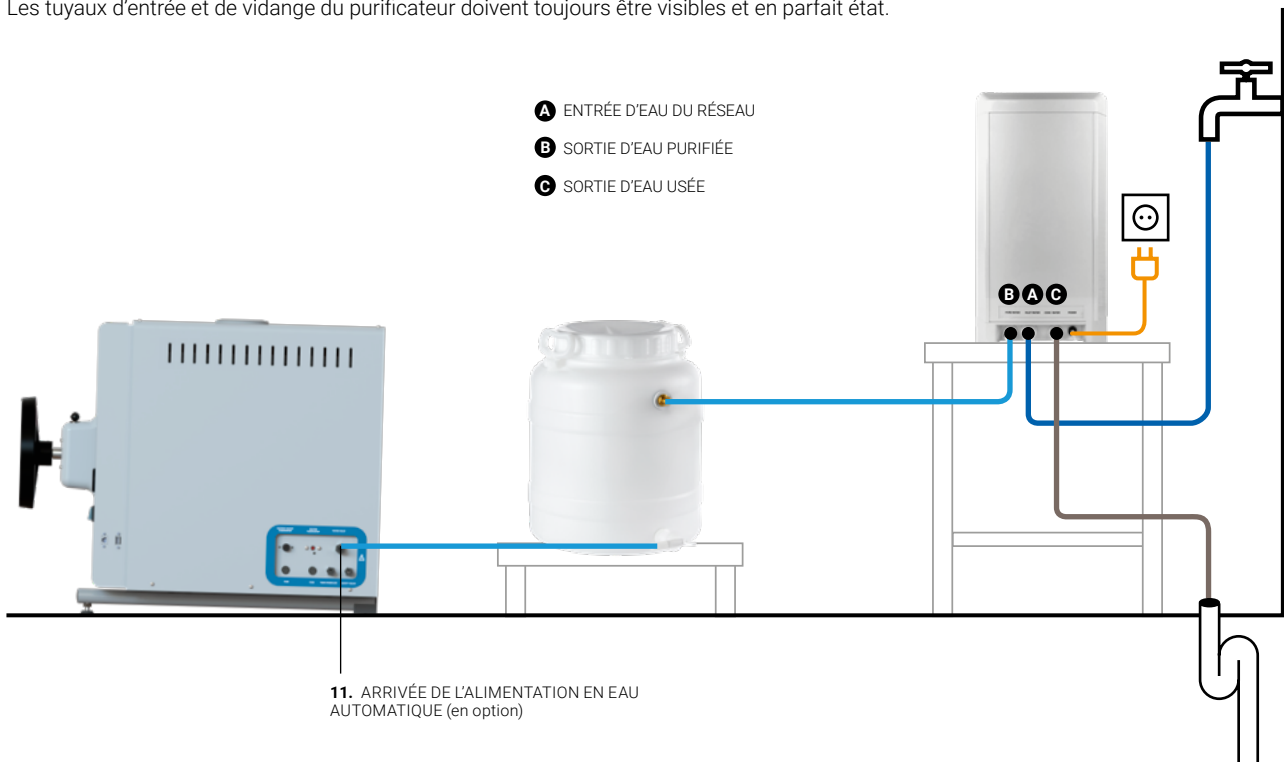 Les tuyaux d'entrée et de vidange du purificateur doivent toujours être visibles et en parfait état.
A ENTRÉE D'EAU DU RÉSEAU
B SORTIE D'EAU PURIFIÉE
C SORTIE D'EAU USÉE
B A C
11. ARRIVÉE DE L'ALIMENTATION EN EAU
AUTOMATIQUE (en option)